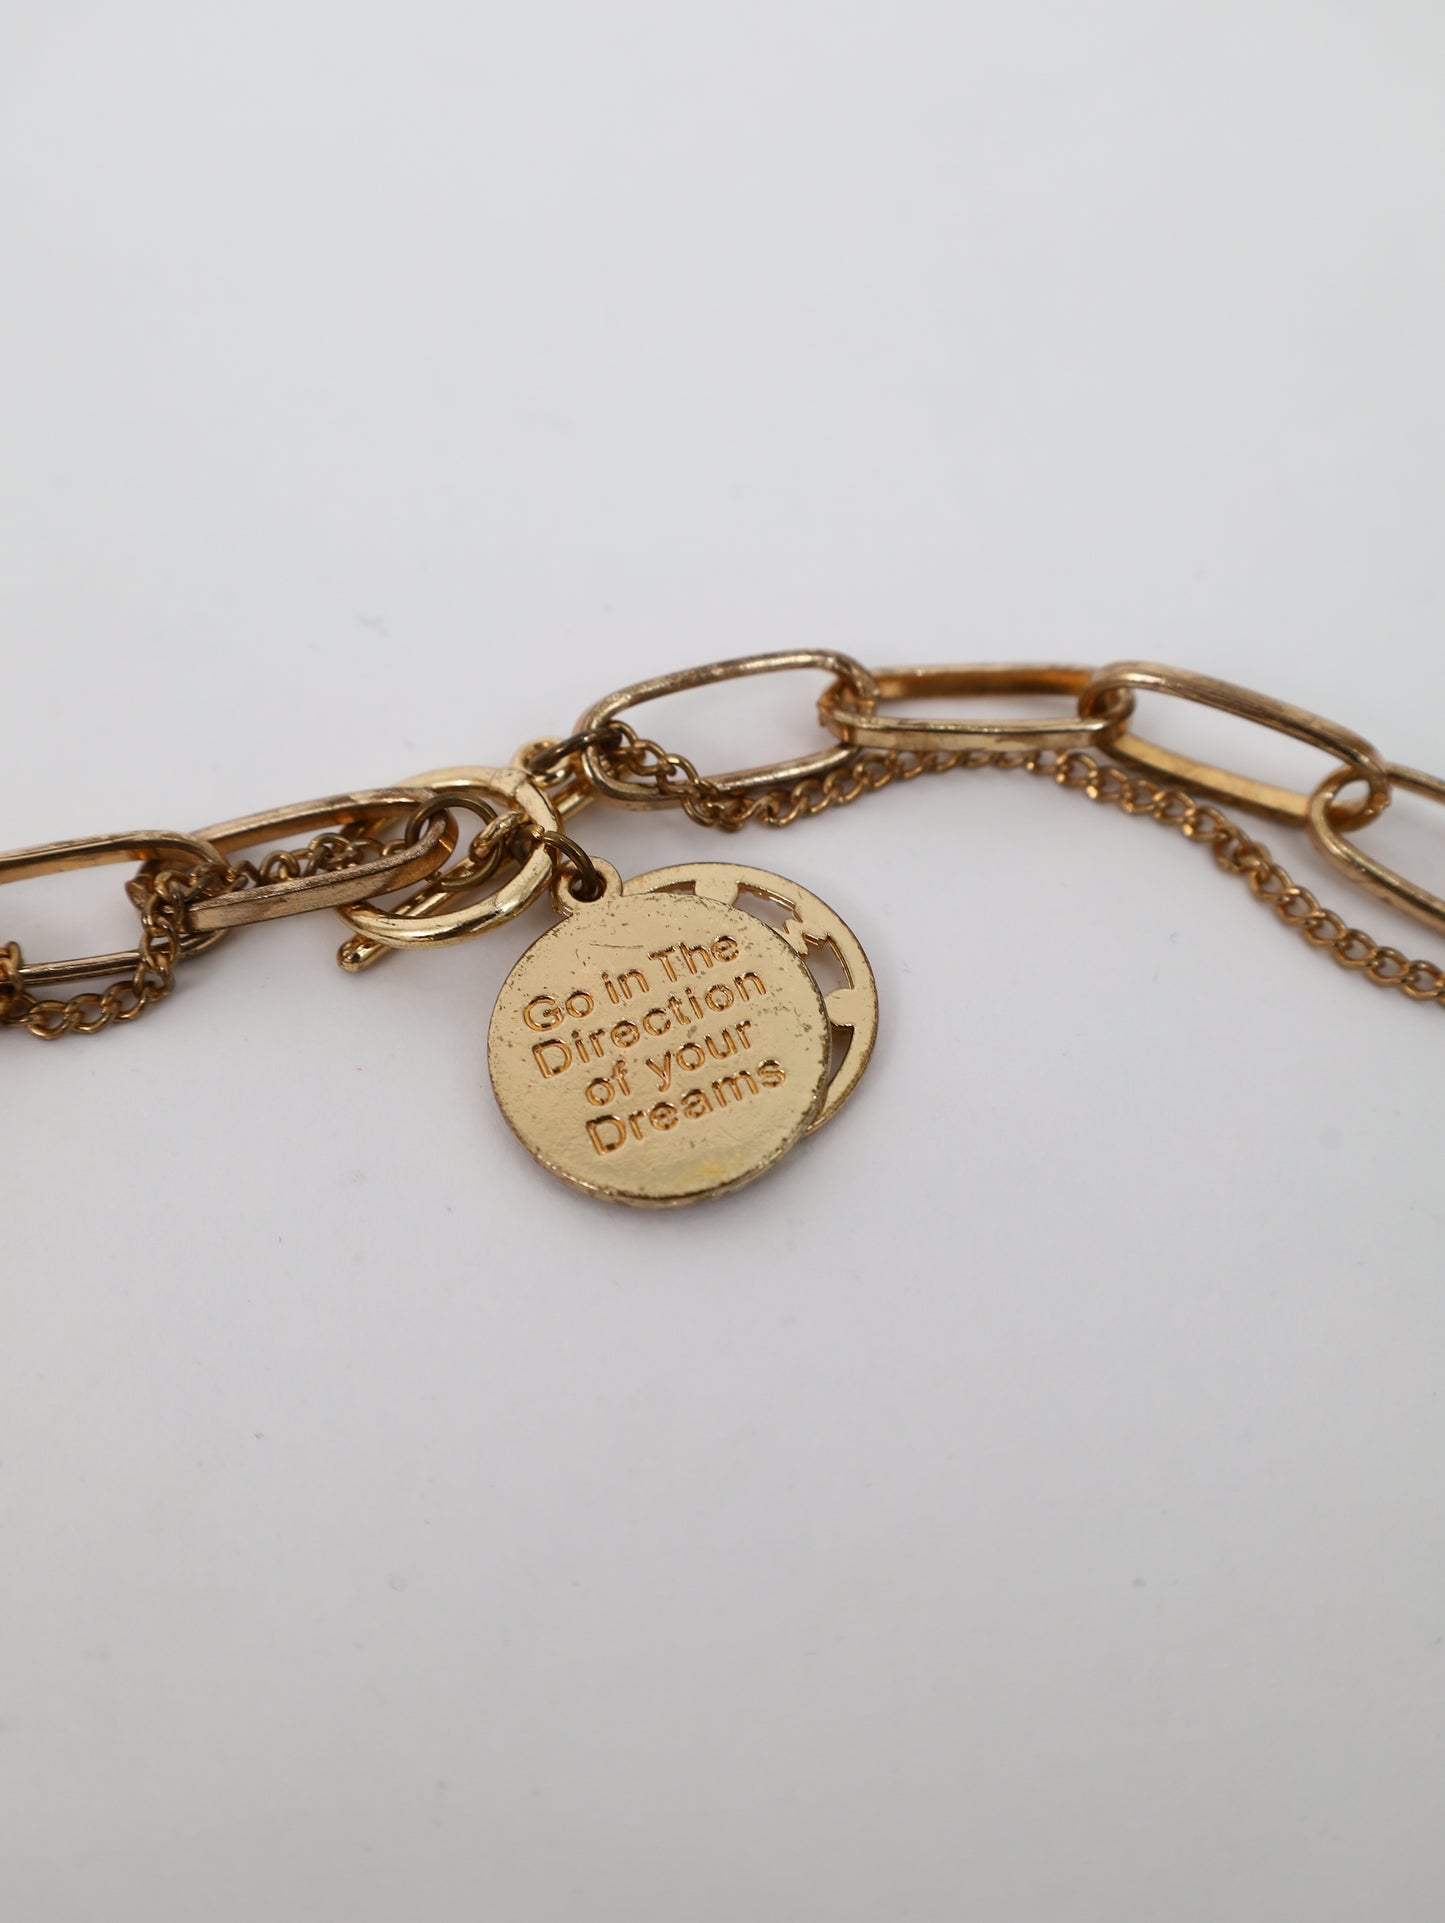 Go in The
Direction
of your
Dreams